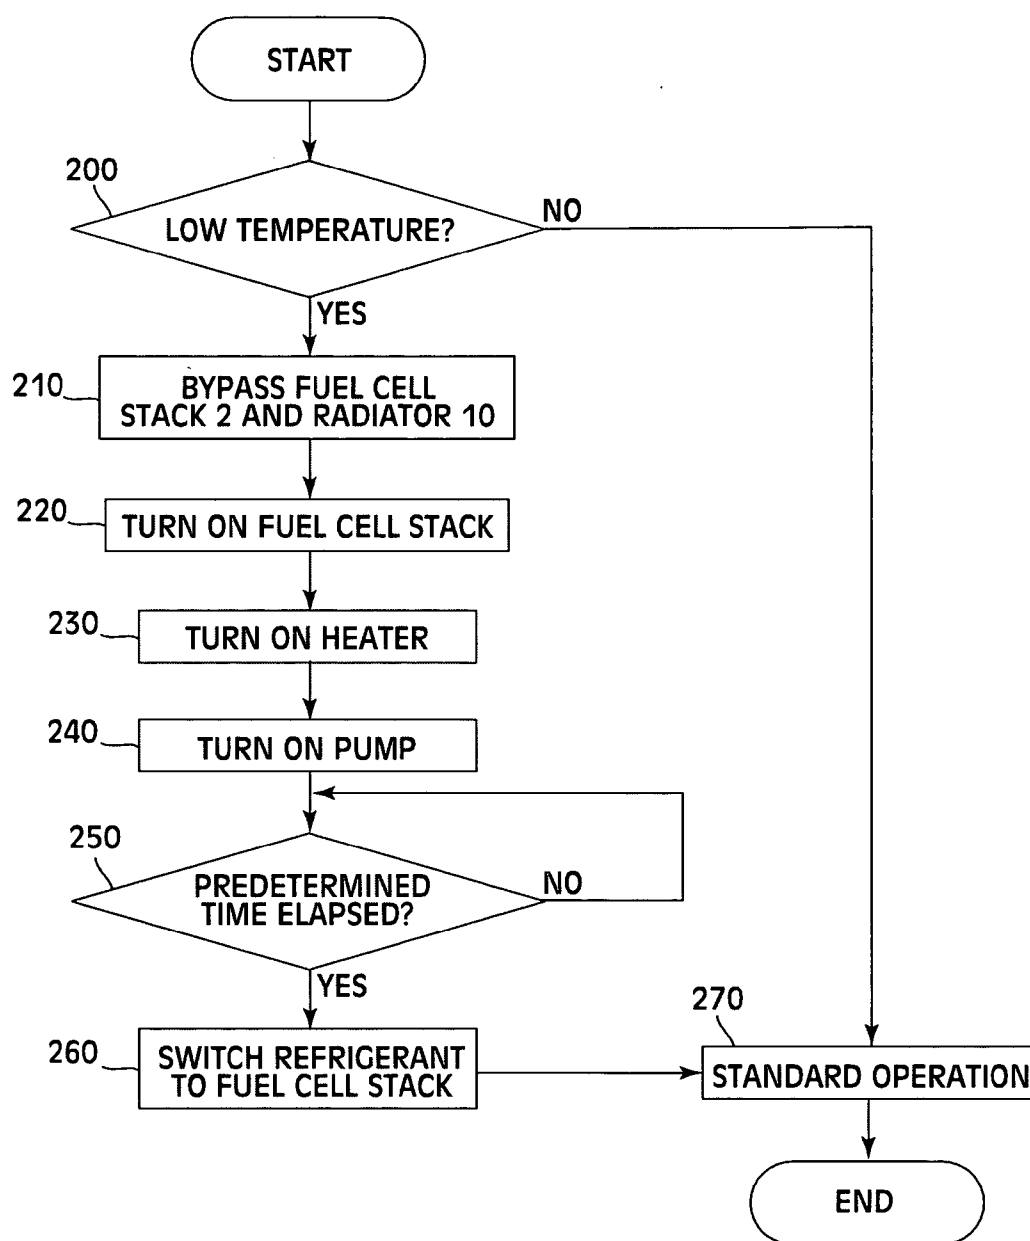 START
200
LOW TEMPERATURE?
NO
YES
210
BYPASS FUEL CELL
STACK 2 AND RADIATOR 10
220
TURN ON FUEL CELL STACK
230
TURN ON HEATER
240
TURN ON PUMP
250
PREDETERMINED
TIME ELAPSED?
NO
YES
260
SWITCH REFRIGERANT
TO FUEL CELL STACK
270
STANDARD OPERATION
END